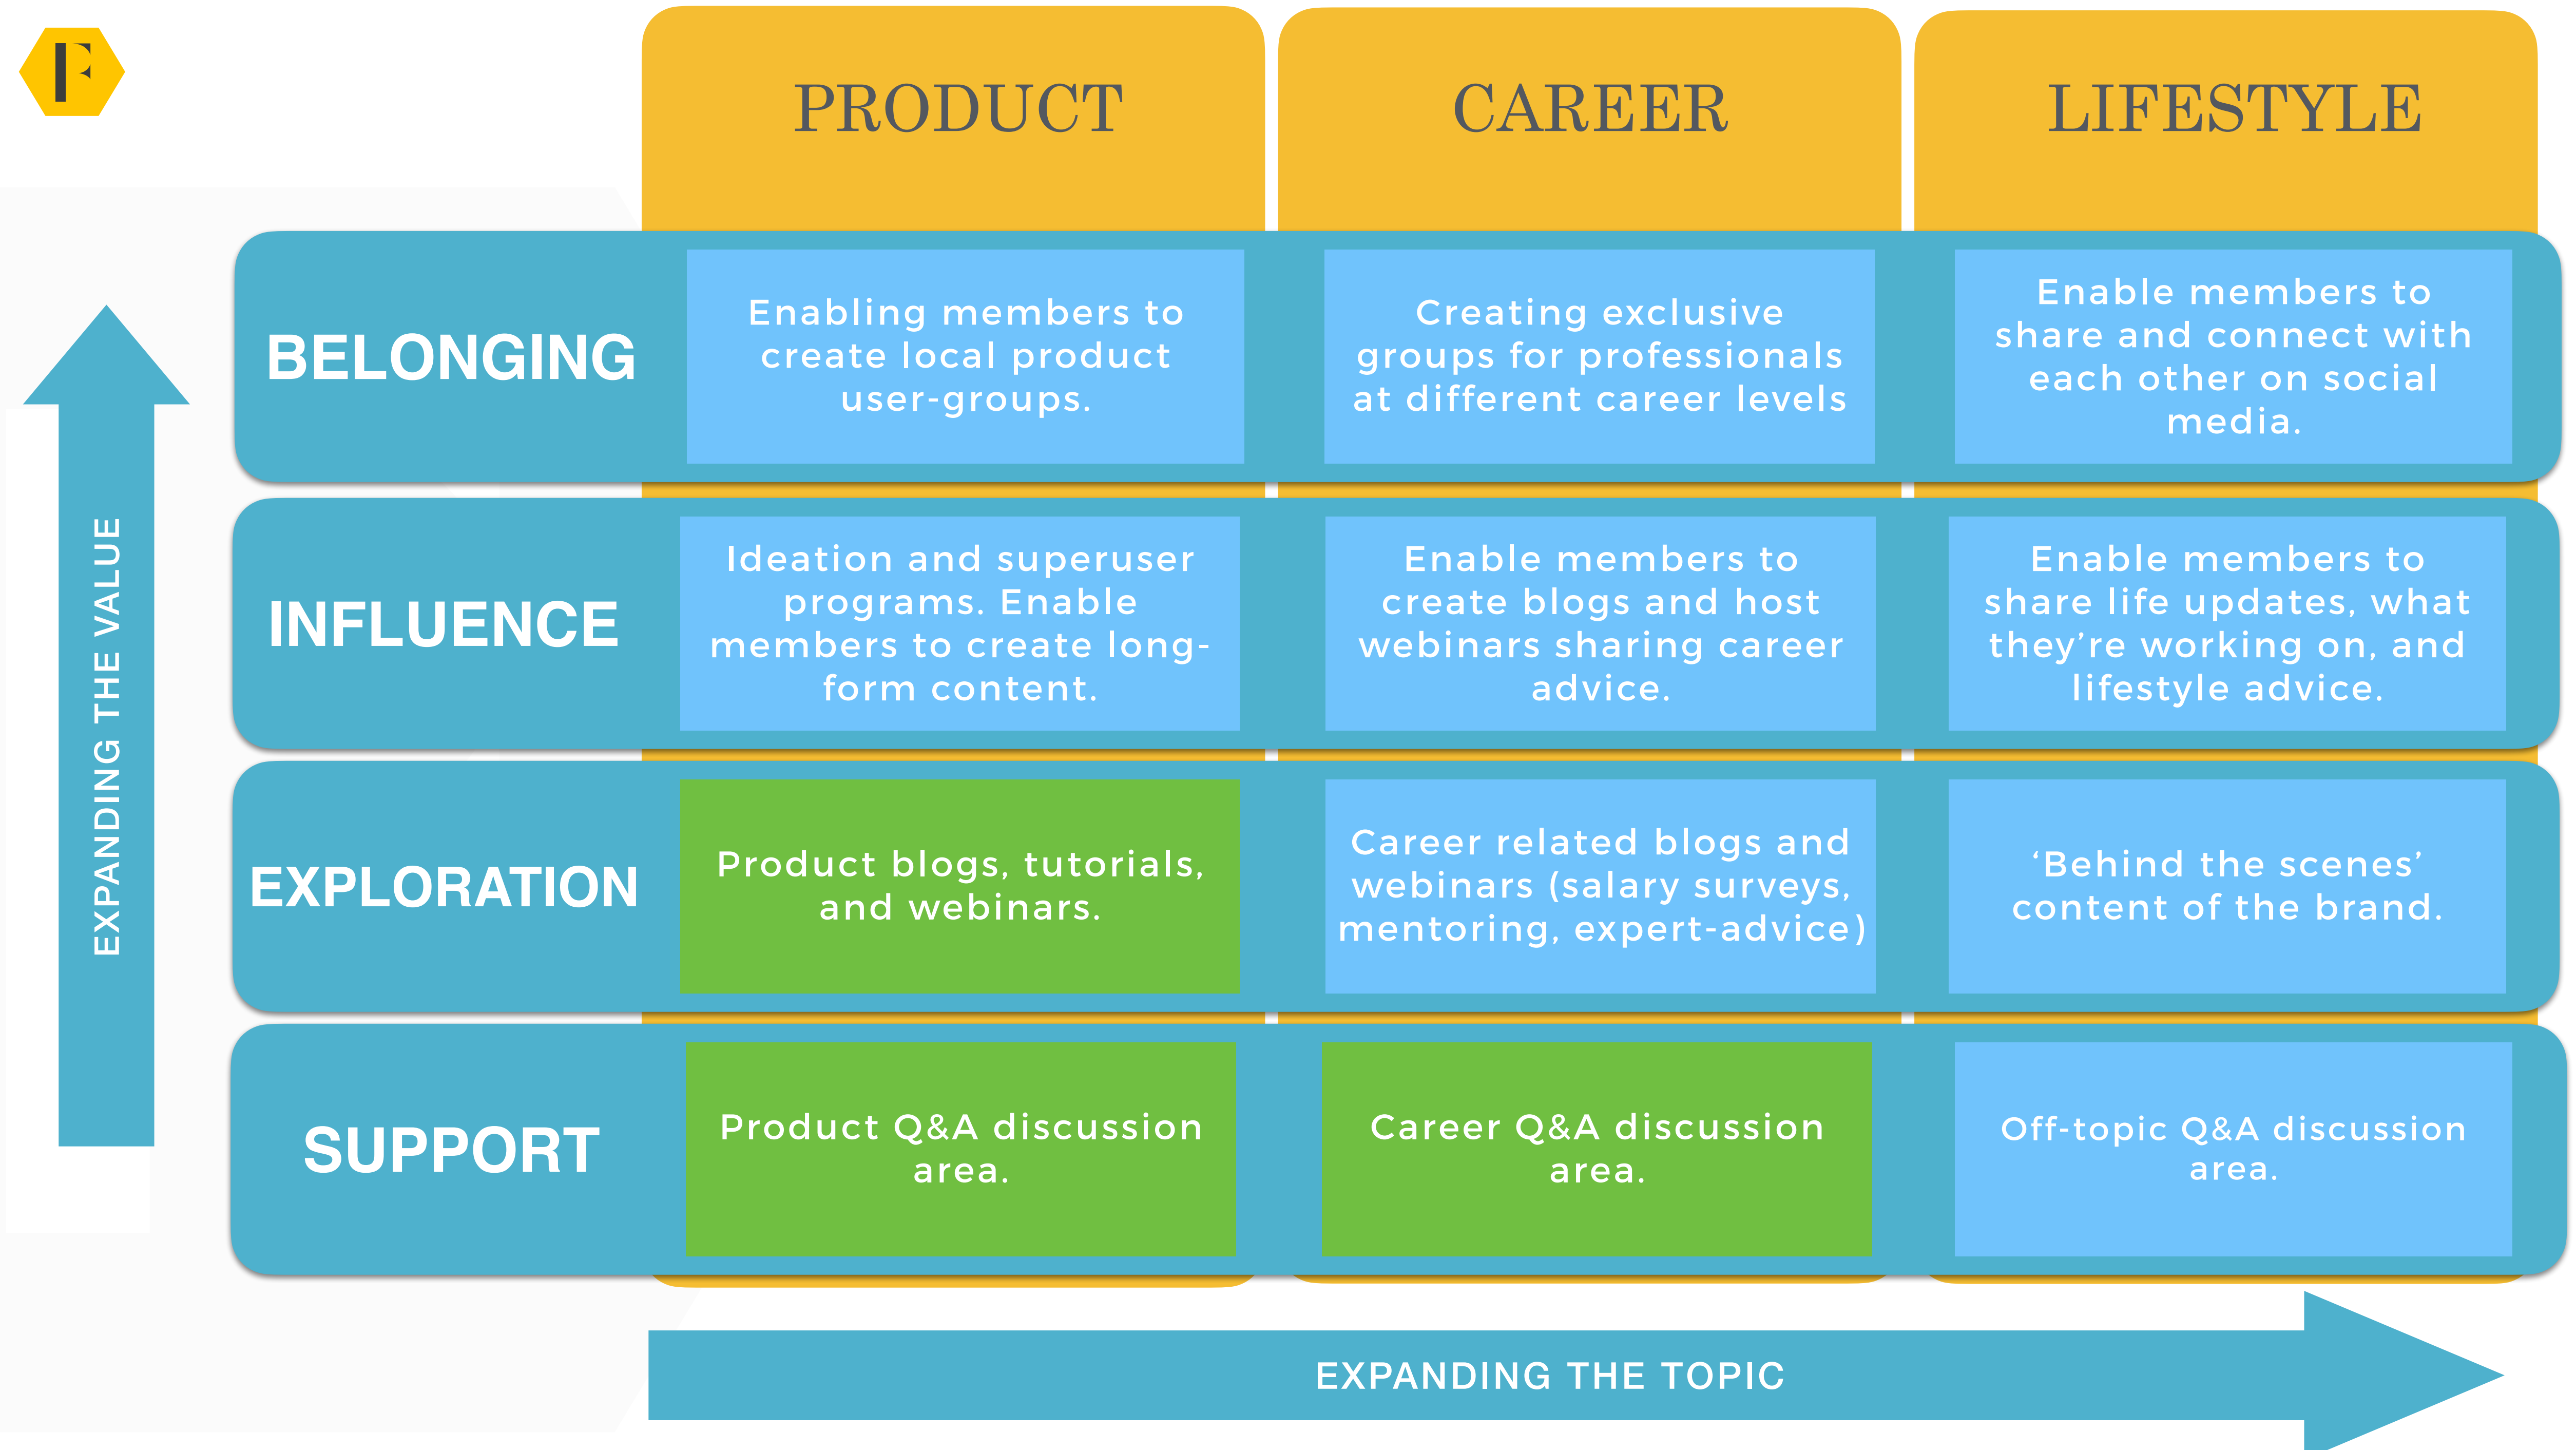 F
PRODUCT
CAREER
LIFESTYLE
BELONGING
Enabling members to
create local product
user-groups.
Creating exclusive
groups for professionals
at different career levels
Enable members to
share and connect with
each other on social
media.
INFLUENCE
Ideation and superuser
programs. Enable
members to create long-
form content.
Enable members to
create blogs and host
webinars sharing career
advice.
Enable members to
share life updates, what
they’re working on, and
lifestyle advice.
EXPLORATION
Product blogs, tutorials,
and webinars.
Career related blogs and
webinars (salary surveys,
mentoring, expert-advice)
‘Behind the scenes’
content of the brand.
SUPPORT
Product Q&A discussion
area.
Career Q&A discussion
area.
Off-topic Q&A discussion
area.
EXPANDING THE VALUE
EXPANDING THE TOPIC